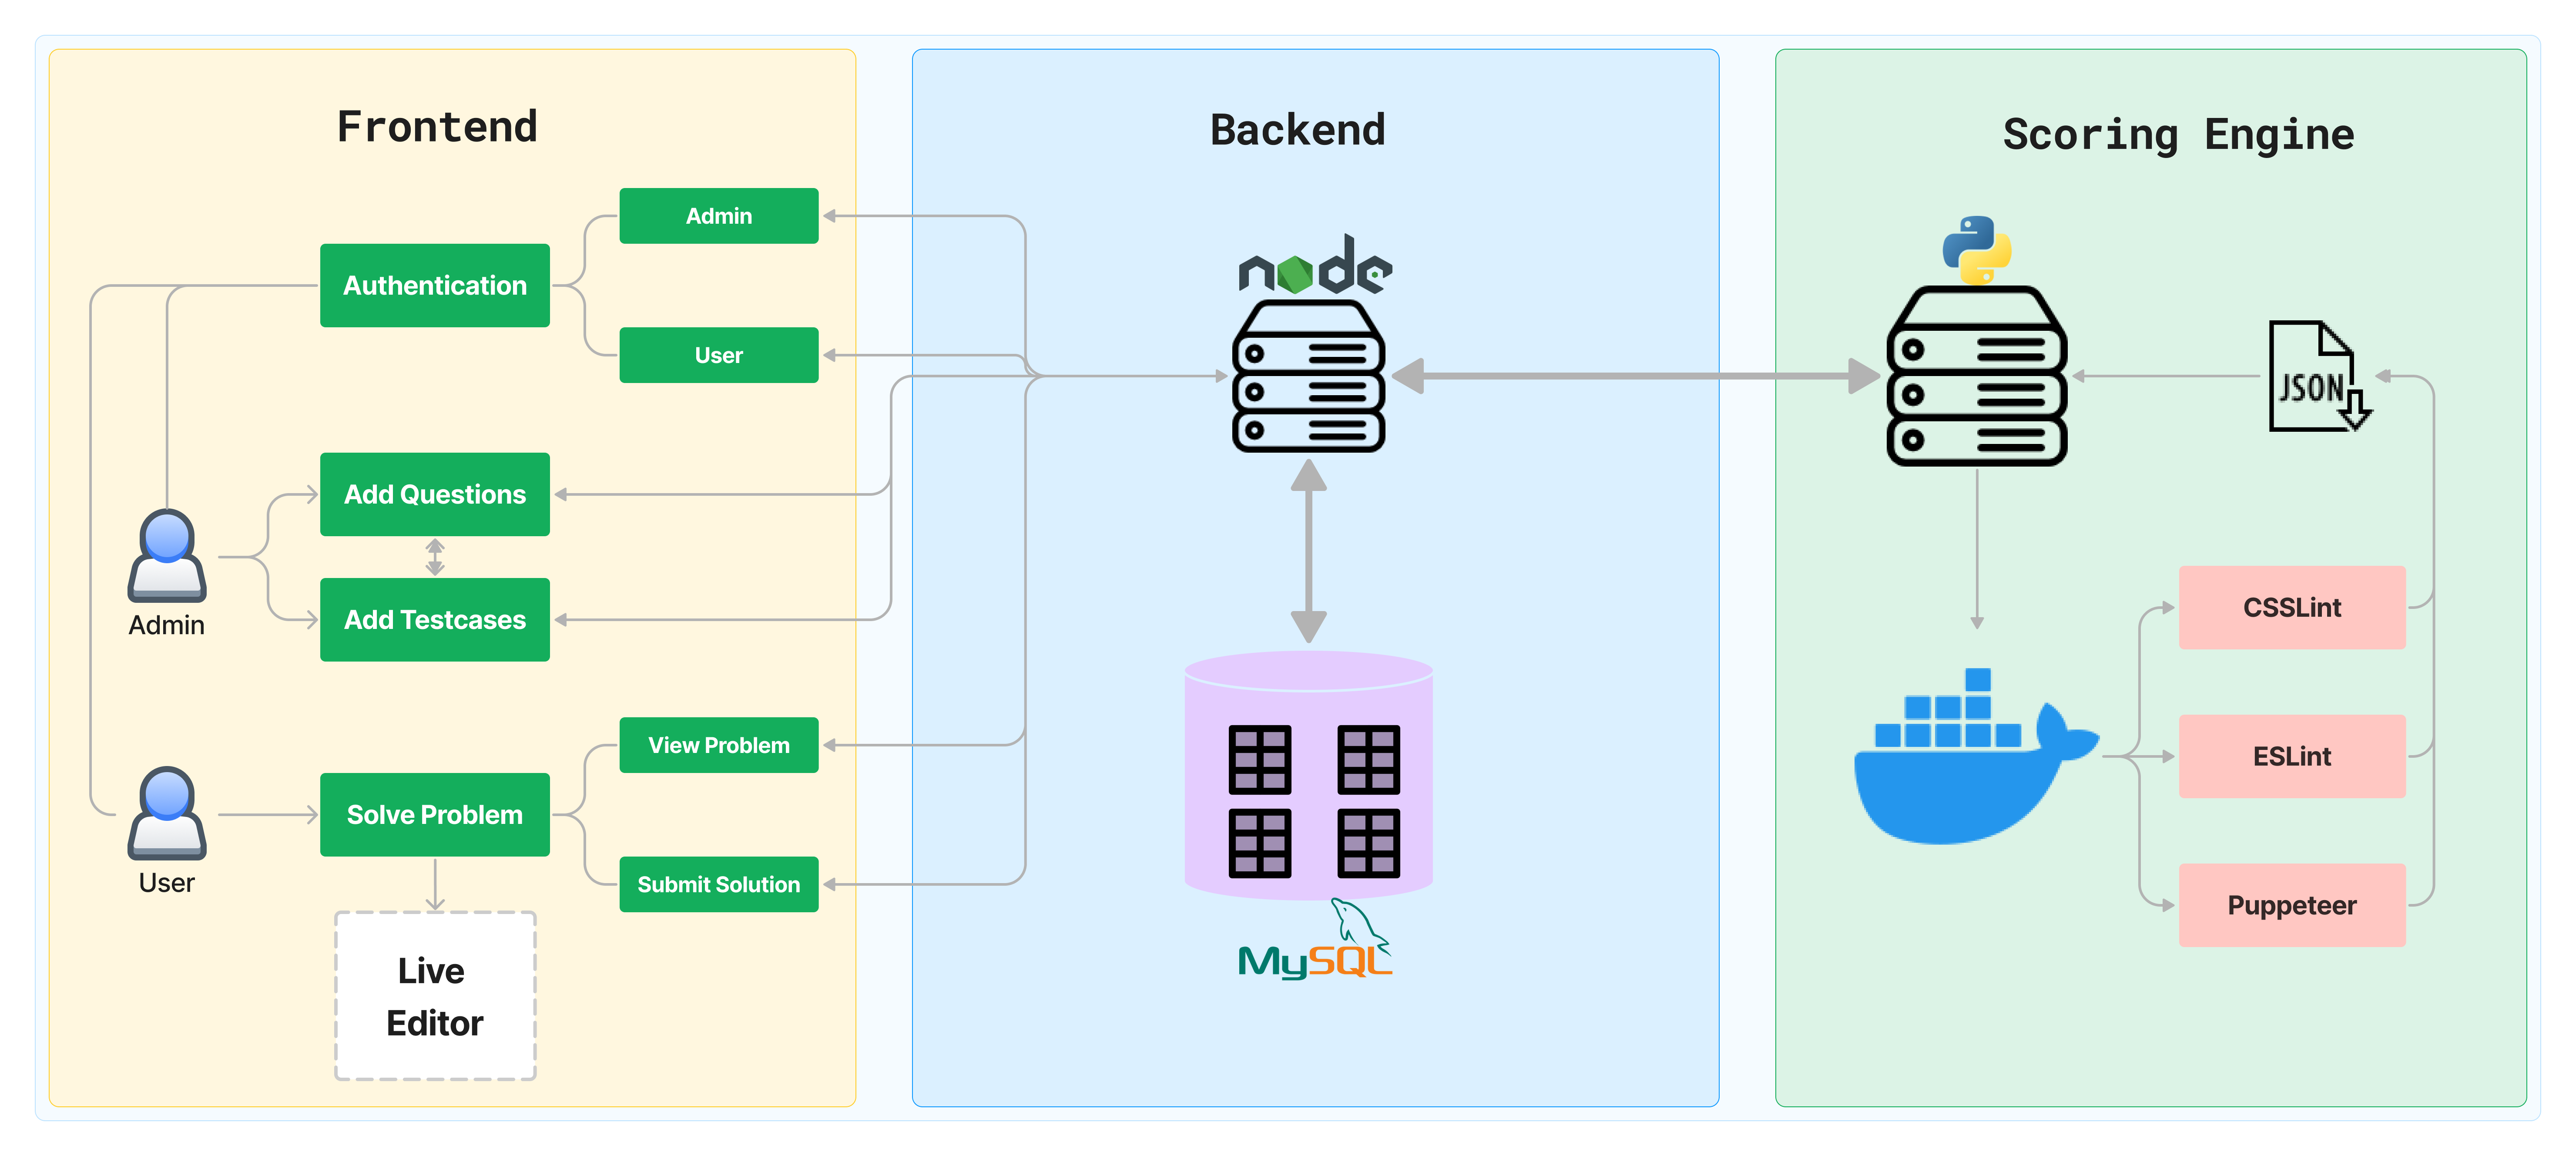 Frontend
Backend
Scoring Engine
Admin
Authentication
User
node
JSON
Add Questions
Add Testcases
Admin
CSSLint
ESLint
View Problem
Solve Problem
User
Submit Solution
Puppeteer
Live
Editor
MySQL